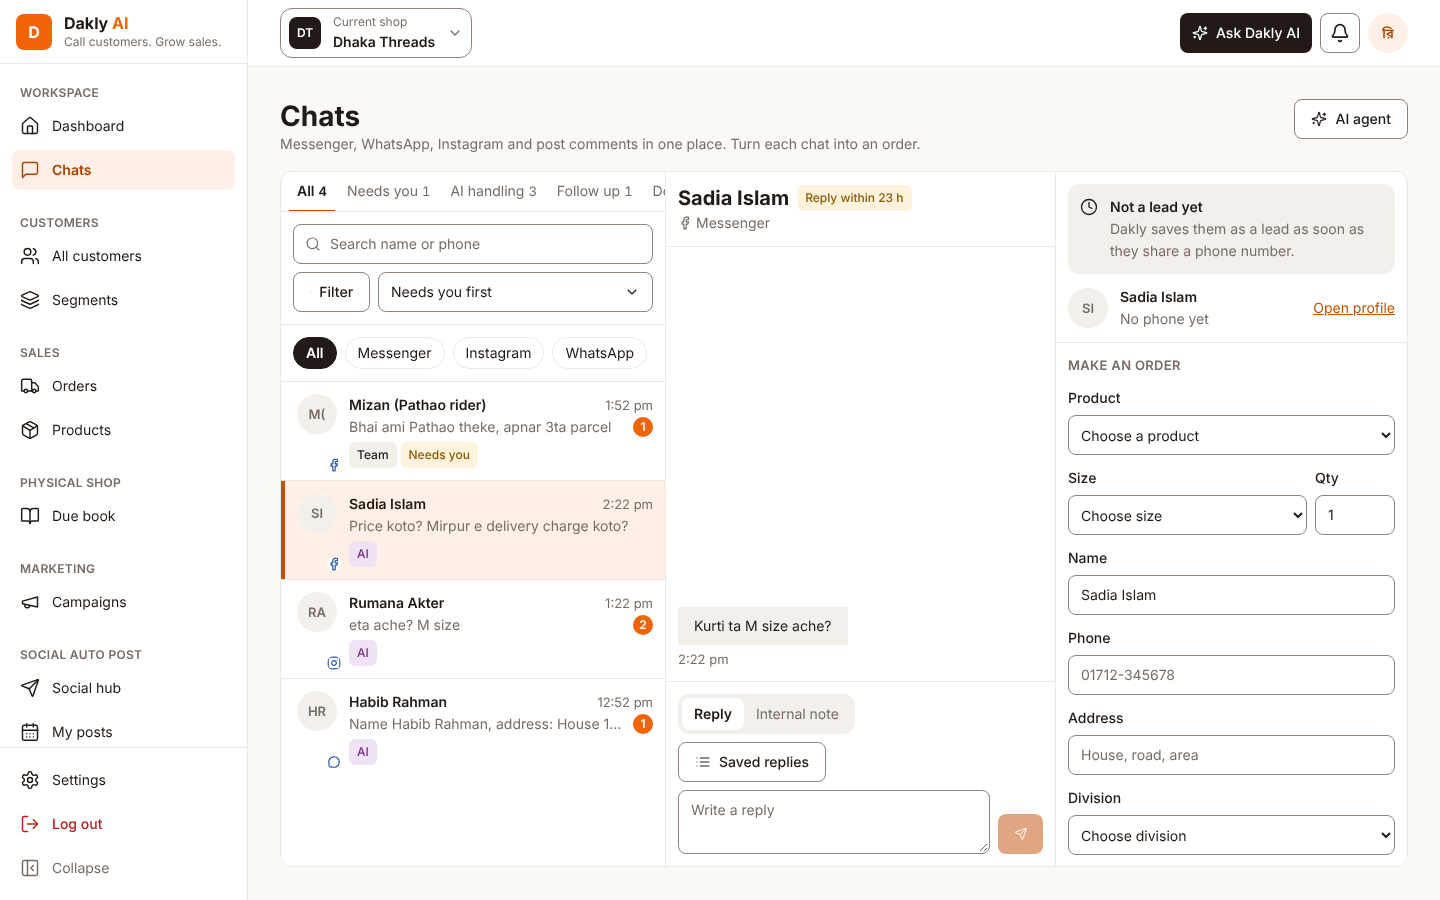 D
Dakly AI
Call customers. Grow sales.
WORKSPACE
Dashboard
Chats
CUSTOMERS
All customers
Segments
SALES
Orders
Products
PHYSICAL SHOP
Due book
MARKETING
Campaigns
SOCIAL AUTO POST
Social hub
My posts
Settings
Log out
Collapse
DT
Current shop
Dhaka Threads
Ask Dakly AI
রি
Chats
Messenger, WhatsApp, Instagram and post comments in one place. Turn each chat into an order.
AI agent
All 4 Needs you 1 AI handling 3 Follow up 1
Search name or phone
Filter
Needs you first
All Messenger Instagram WhatsApp
M(
Mizan (Pathao rider) 1:52 pm
Bhai ami Pathao theke, apnar 3ta parcel 1
Team Needs you
SI
Sadia Islam 2:22 pm
Price koto? Mirpur e delivery charge koto?
AI
RA
Rumana Akter 1:22 pm
eta ache? M size 2
AI
HR
Habib Rahman 12:52 pm
Name Habib Rahman, address: House 1... 1
AI
Sadia Islam Reply within 23 h
Messenger
Kurti ta M size ache?
2:22 pm
Reply Internal note
Saved replies
Write a reply
Not a lead yet
Dakly saves them as a lead as soon as
they share a phone number.
SI
Sadia Islam
No phone yet
Open profile
MAKE AN ORDER
Product
Choose a product
Size Qty
Choose size 1
Name
Sadia Islam
Phone
01712-345678
Address
House, road, area
Division
Choose division